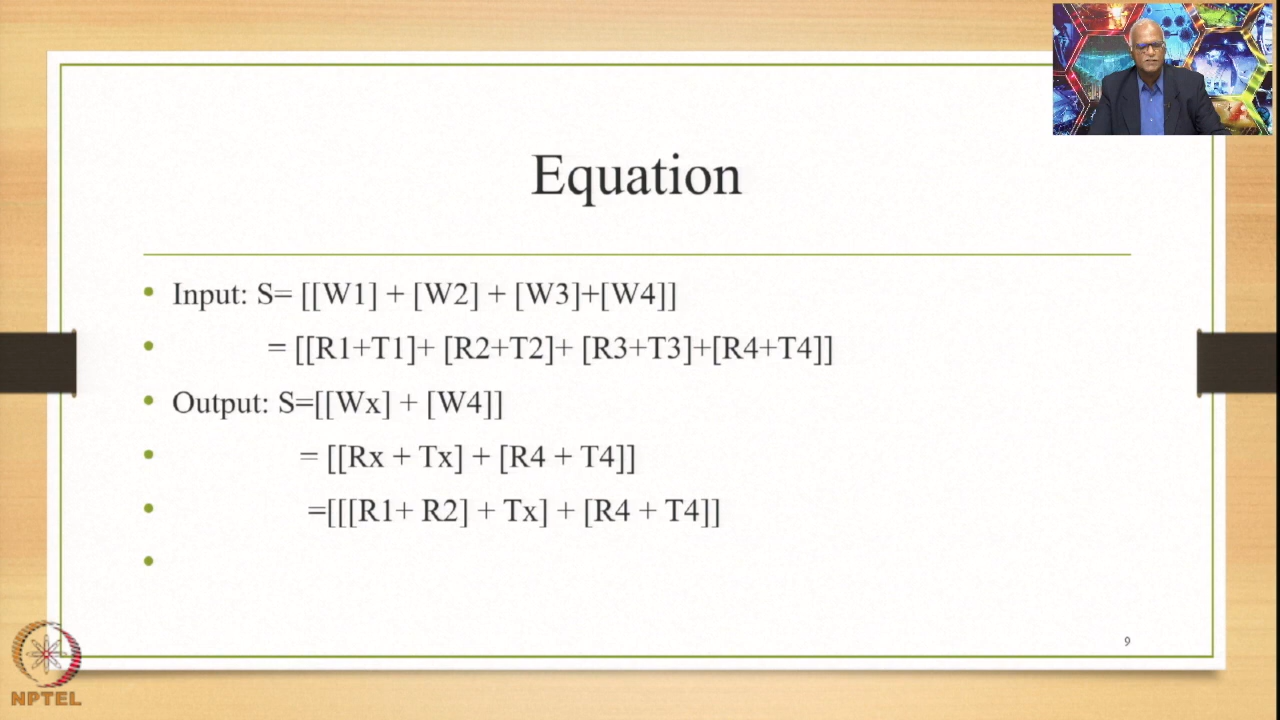 Equation
Input: S= [[W1] + [W2] + [W3]+[W4]]
= [[R1+T1]+ [R2+T2]+ [R3+T3]+[R4+T4]]
Output: S=[[Wx] + [W4]]
= [[Rx + Tx] + [R4 + T4]]
=[[[R1+ R2] + Tx] + [R4 + T4]]
9
NPTEL